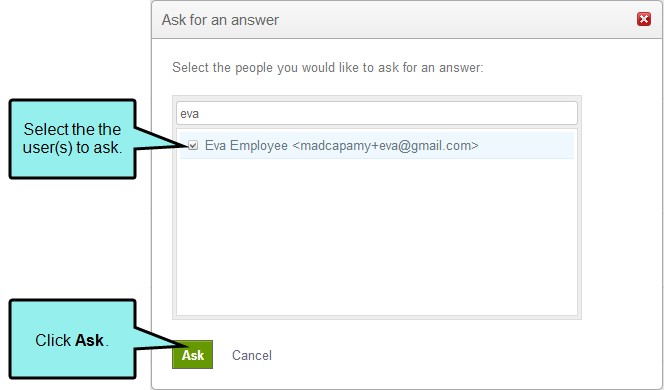 Ask for an answer
Select the people you would like to ask for an answer:
eva
Select the the
user(s) to ask.
Eva Employee <madcapamy+eva@gmail.com>
Click Ask.
Ask Cancel